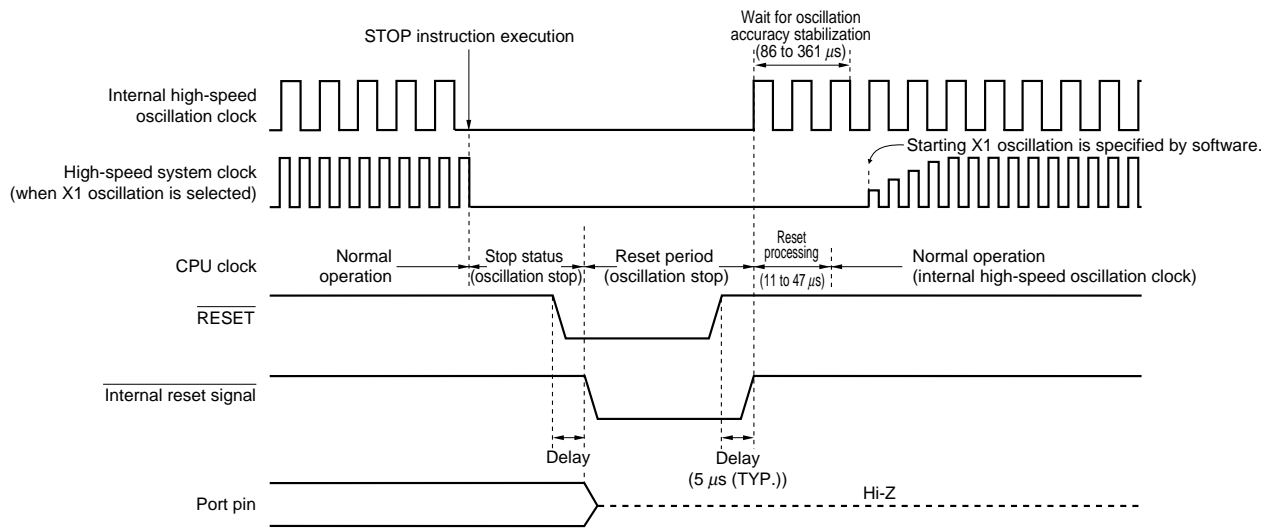 Wait for oscillation
accuracy stabilization
(86 to 361 μs)
STOP instruction execution
Internal high-speed
oscillation clock
Starting X1 oscillation is specified by software.
High-speed system clock
(when X1 oscillation is selected)
CPU clock
Normal
operation
Stop status
(oscillation stop)
Reset period
(oscillation stop)
Reset
processing
(11 to 47 μs)
Normal operation
(internal high-speed oscillation clock)
RESET
Internal reset signal
Delay
Delay
(5 μs (TYP.))
Port pin
Hi-Z